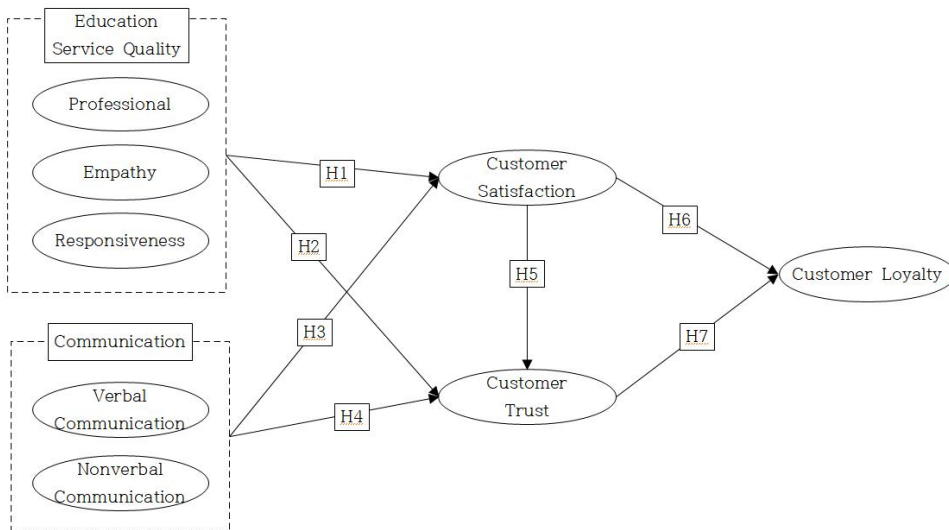 Education
Service Quality
Professional
Empathy
Responsiveness
H1
H2
H3
H4
Communication
Verbal
Communication
Nonverbal
Communication
Customer
Satisfaction
H5
Customer
Trust
H6
H7
Customer Loyalty